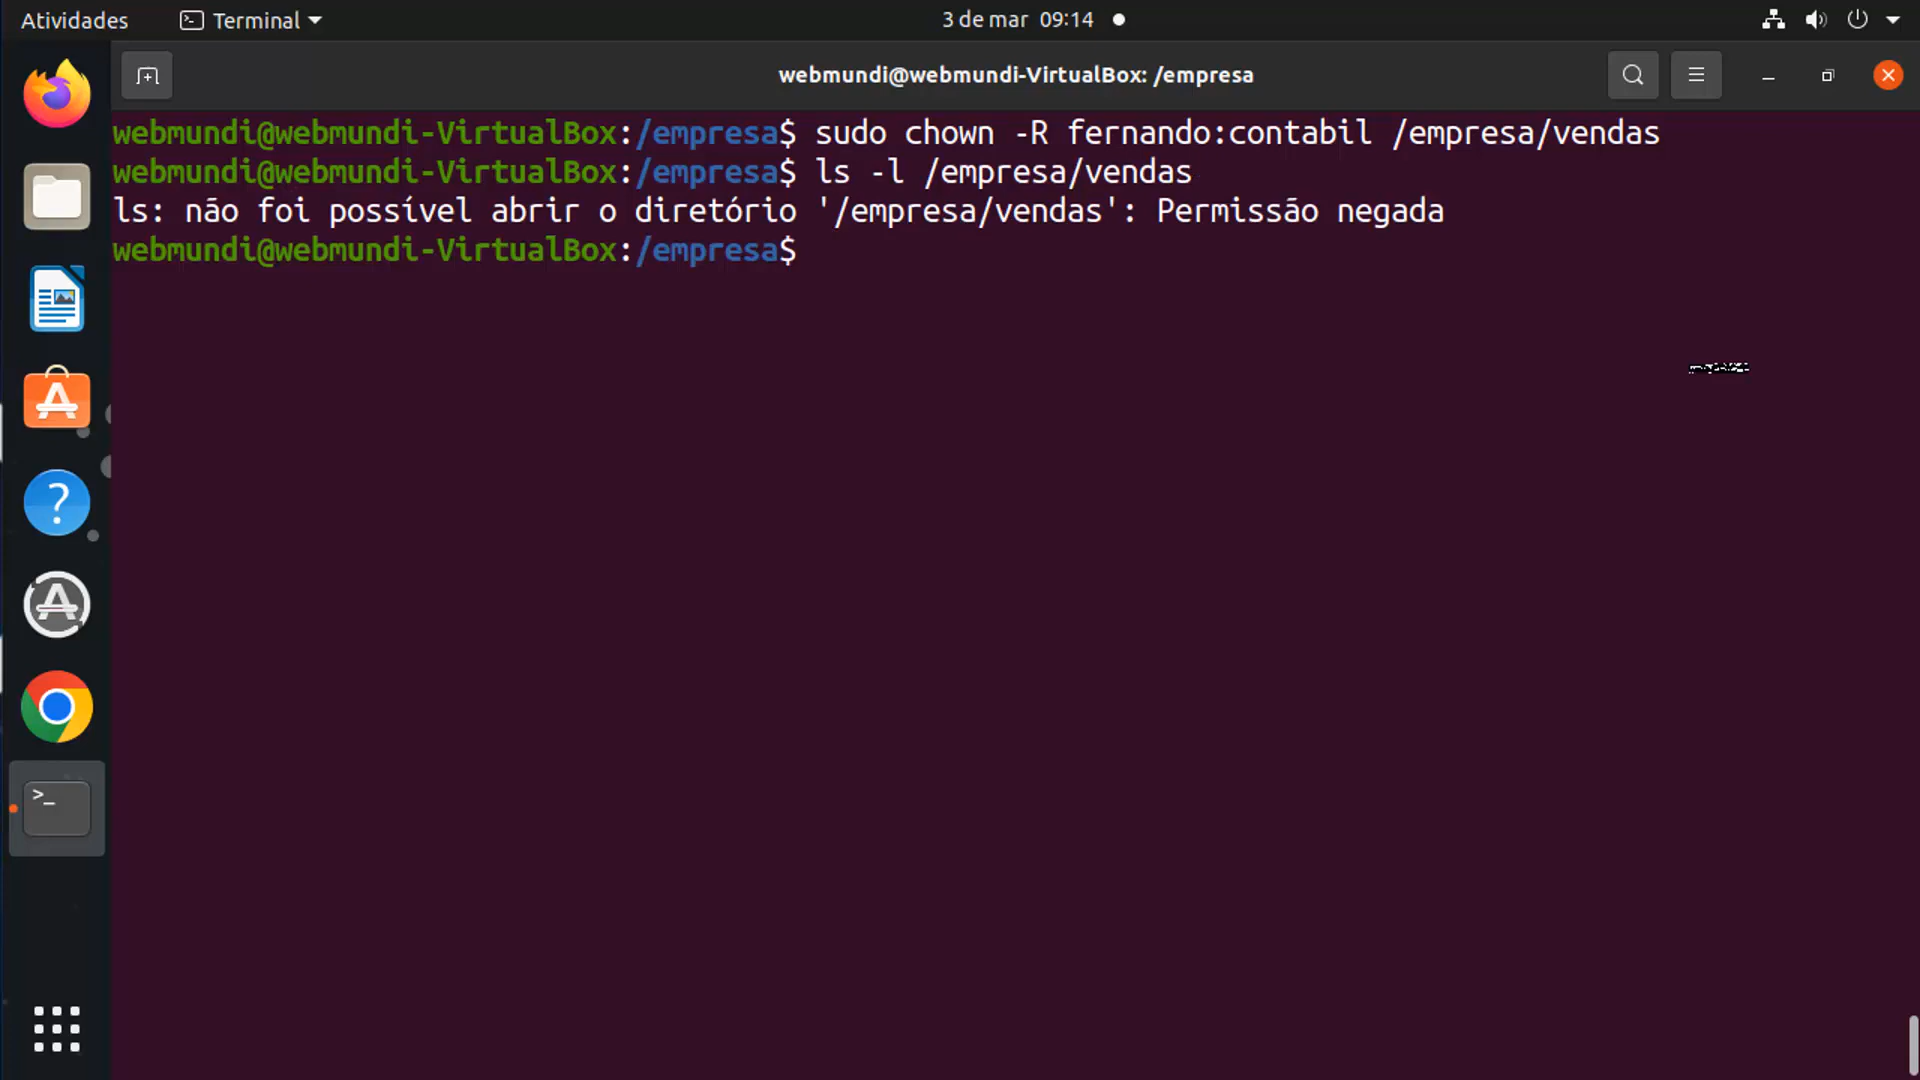 Atividades
Terminal
3 de mar 09:14
webmundi@webmundi-VirtualBox: /empresa
webmundi@webmundi-VirtualBox:/empresa$ sudo chown -R fernando:contabil /empresa/vendas
webmundi@webmundi-VirtualBox:/empresa$ ls -l /empresa/vendas
ls: não foi possível abrir o diretório '/empresa/vendas': Permissão negada
webmundi@webmundi-VirtualBox:/empresa$